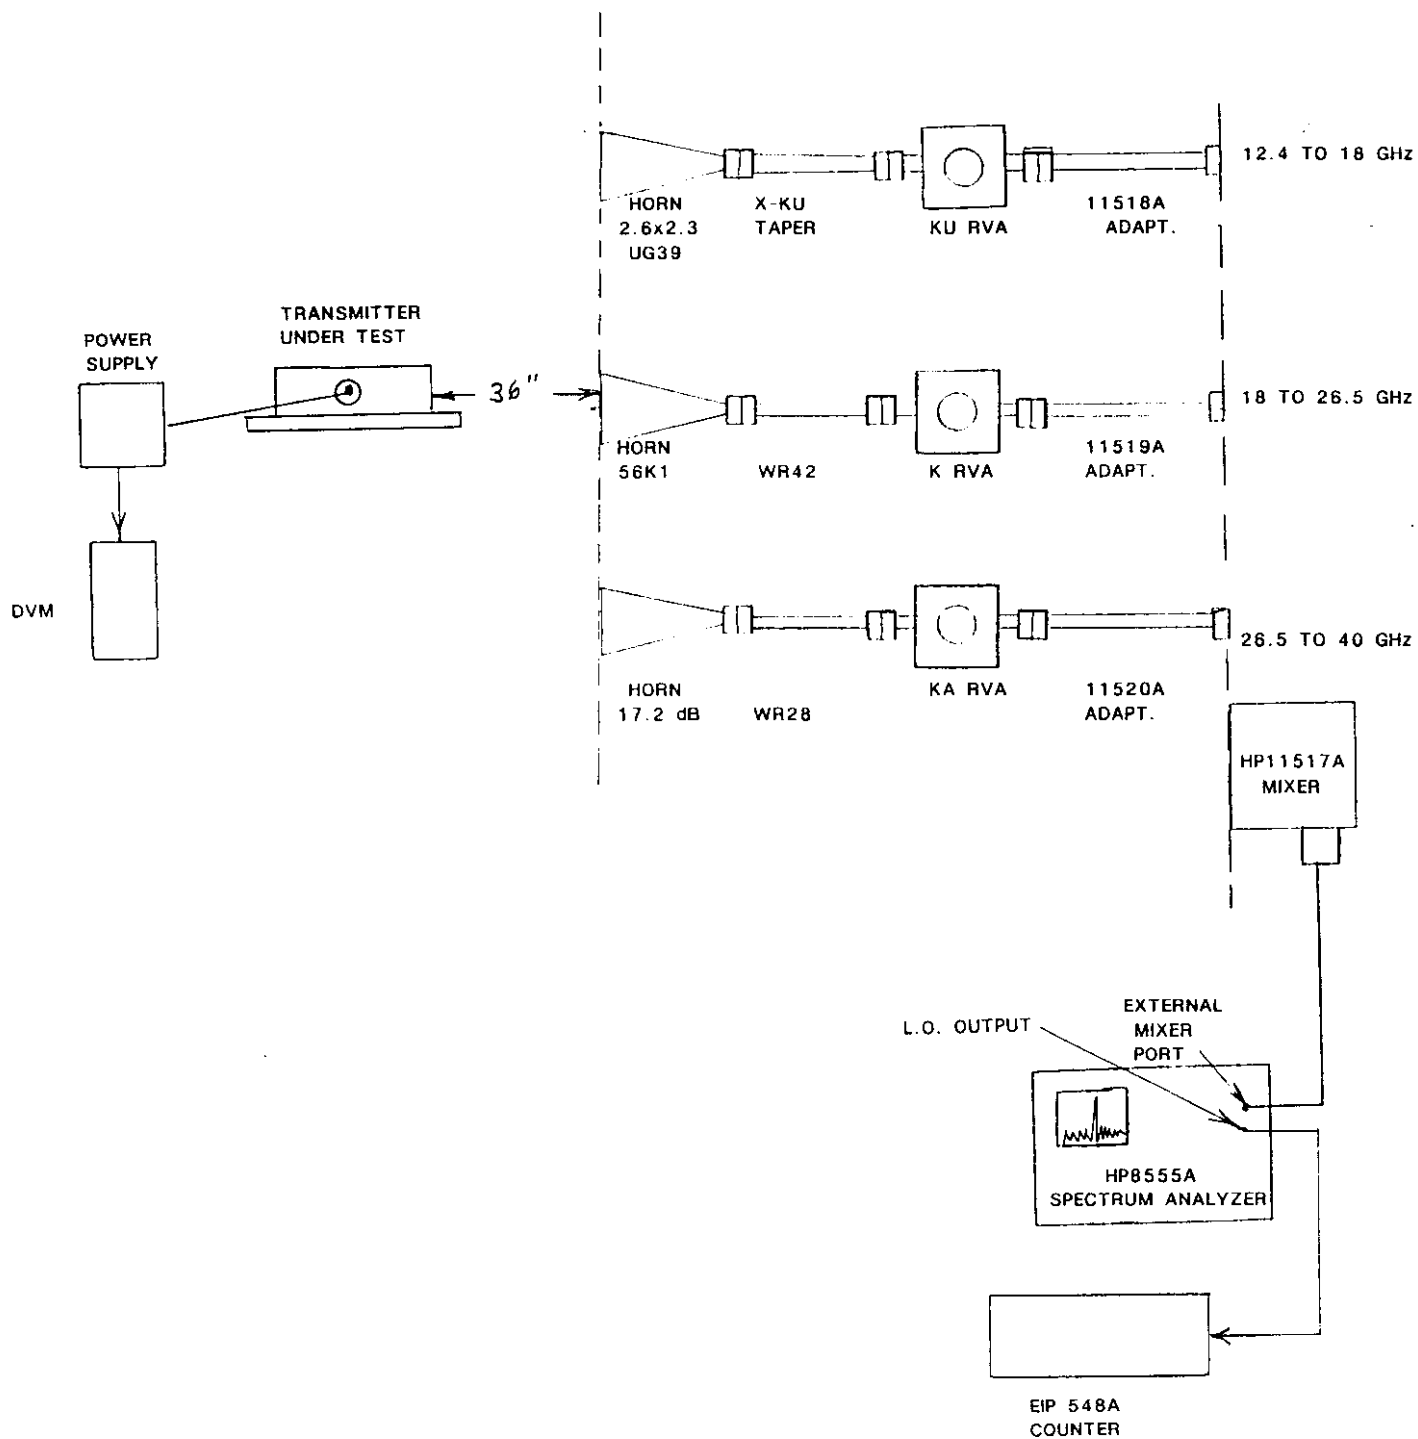 12.4 TO 18 GHz
HORN
2.6x2.3
UG39
X-KU
TAPER
KU RVA
11518A
ADAPT.
TRANSMITTER
UNDER TEST
POWER
SUPPLY
36"
18 TO 26.5 GHz
HORN
56K1
WR42
K RVA
11519A
ADAPT.
DVM
26.5 TO 40 GHz
HORN
17.2 dB
WR28
KA RVA
11520A
ADAPT.
HP11517A
MIXER
L.O. OUTPUT
EXTERNAL
MIXER
PORT
HP8555A
SPECTRUM ANALYZER
EIP 548A
COUNTER